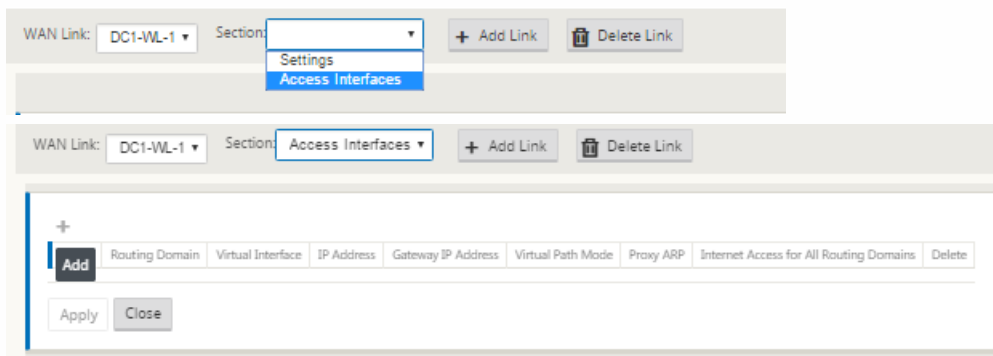 WAN Link: DC1-WL-1 Section: + Add Link Delete Link
Settings
Access Interfaces
WAN Link: DC1-WL-1 Section: Access Interfaces + Add Link Delete Link
+
Add Routing Domain Virtual Interface IP Address Gateway IP Address Virtual Path Mode Proxy ARP Internet Access for All Routing Domains Delete
Apply Close